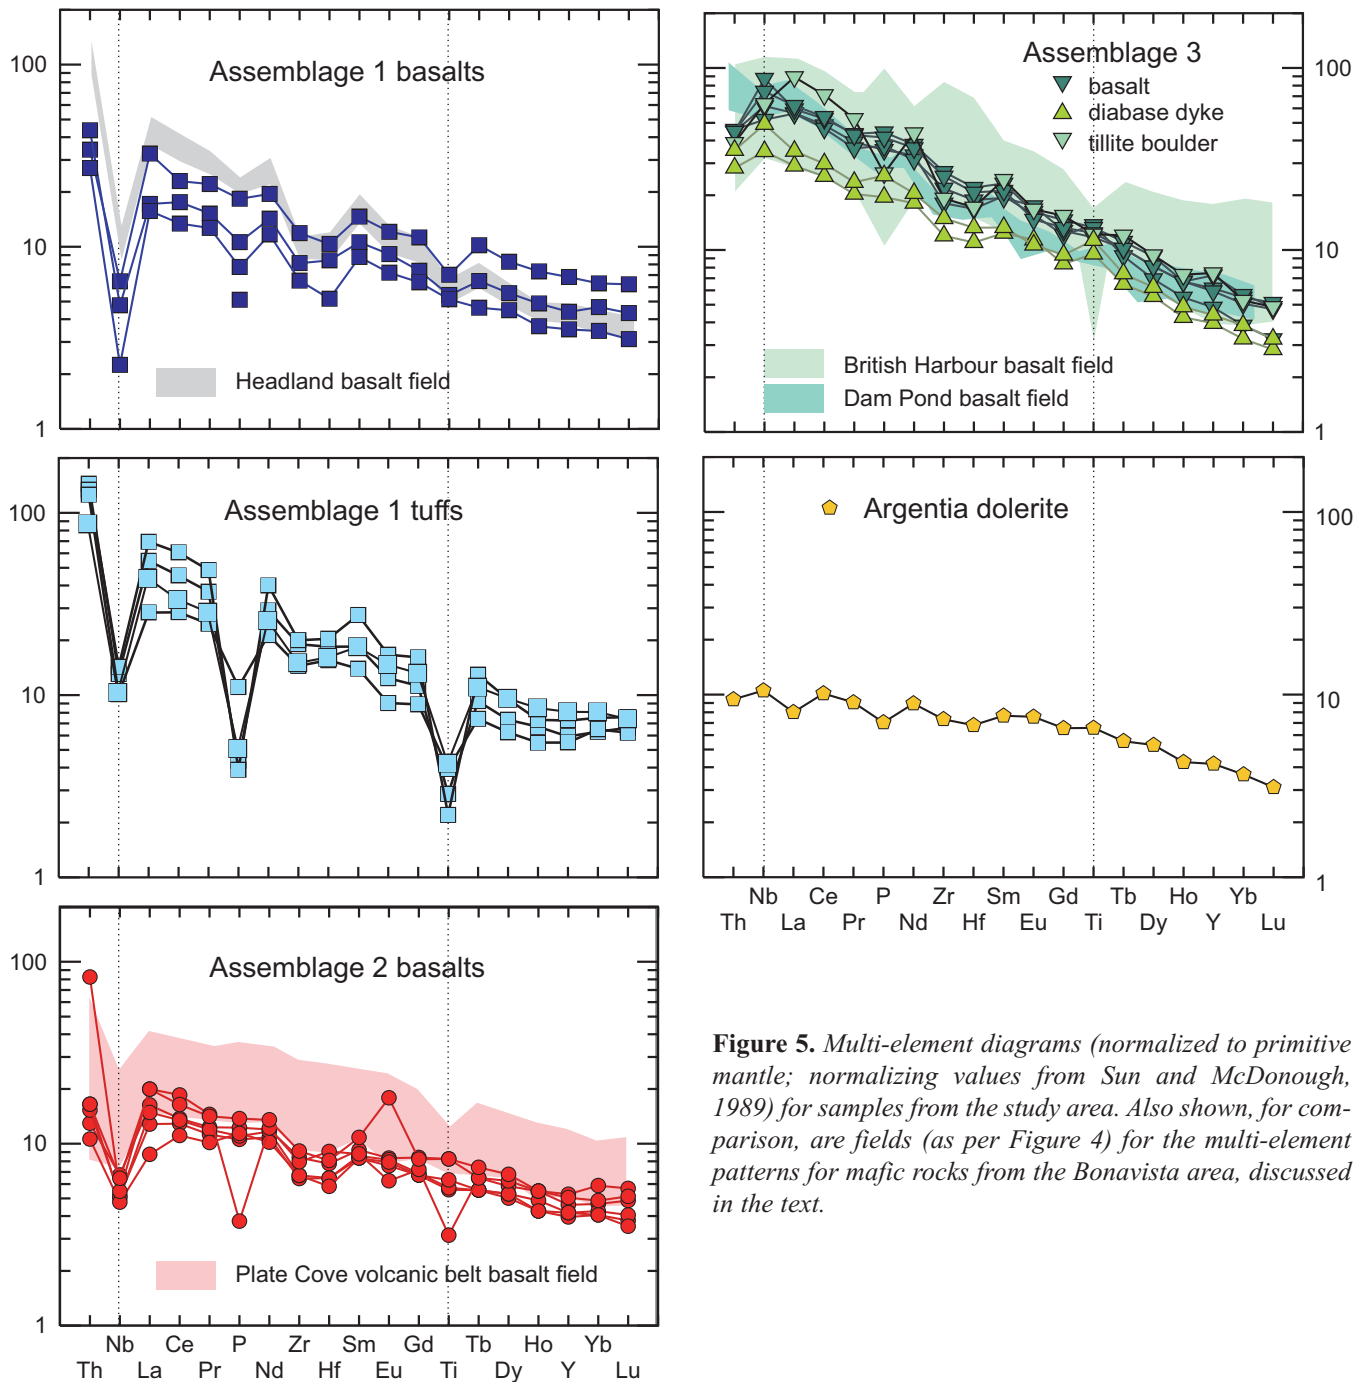 Assemblage 1 basalts
100
10
1
Headland basalt field
Assemblage 3
basalt
diabase dyke
tillite boulder
100
10
1
British Harbour basalt field
Dam Pond basalt field
Assemblage 1 tuffs
100
10
1
Argentia dolerite
100
10
1
Nb Ce P Zr Sm Gd Tb Ho Yb
Th La Pr Nd Hf Eu Ti Dy Y Lu
Assemblage 2 basalts
100
10
1
Plate Cove volcanic belt basalt field
Nb Ce P Zr Sm Gd Tb Ho Yb
Th La Pr Nd Hf Eu Ti Dy Y Lu
Figure 5. Multi-element diagrams (normalized to primitive
mantle; normalizing values from Sun and McDonough,
1989) for samples from the study area. Also shown, for com-
parison, are fields (as per Figure 4) for the multi-element
patterns for mafic rocks from the Bonavista area, discussed
in the text.